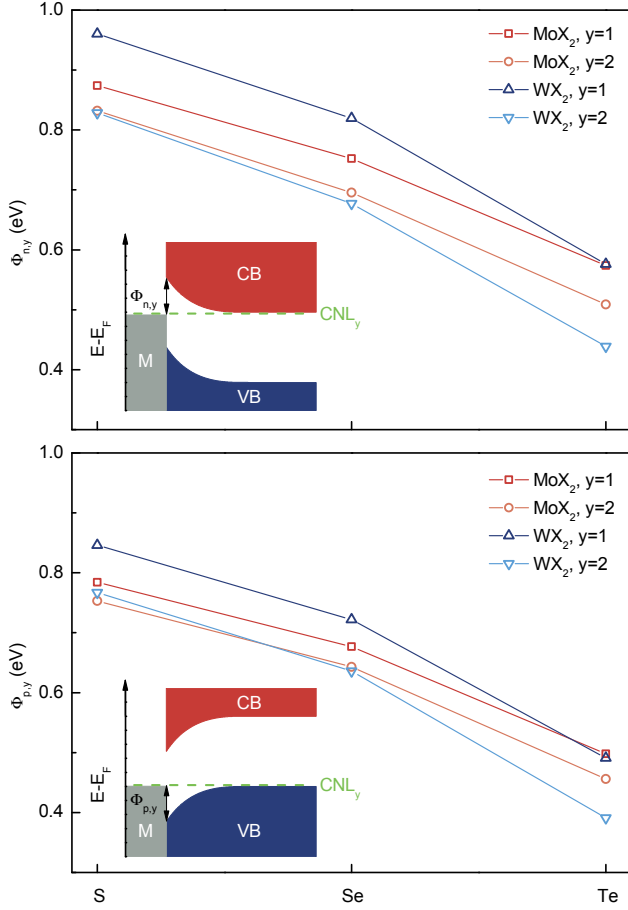 1.0
0.8
0.6
0.4
Φn,y (eV)
MoX2, y=1
MoX2, y=2
WX2, y=1
WX2, y=2
CB
Φn,y
CNLy
E-EF
M
VB
1.0
0.8
0.6
0.4
Φp,y (eV)
MoX2, y=1
MoX2, y=2
WX2, y=1
WX2, y=2
CB
CNLy
E-EF
Φp,y
M
VB
S Se Te